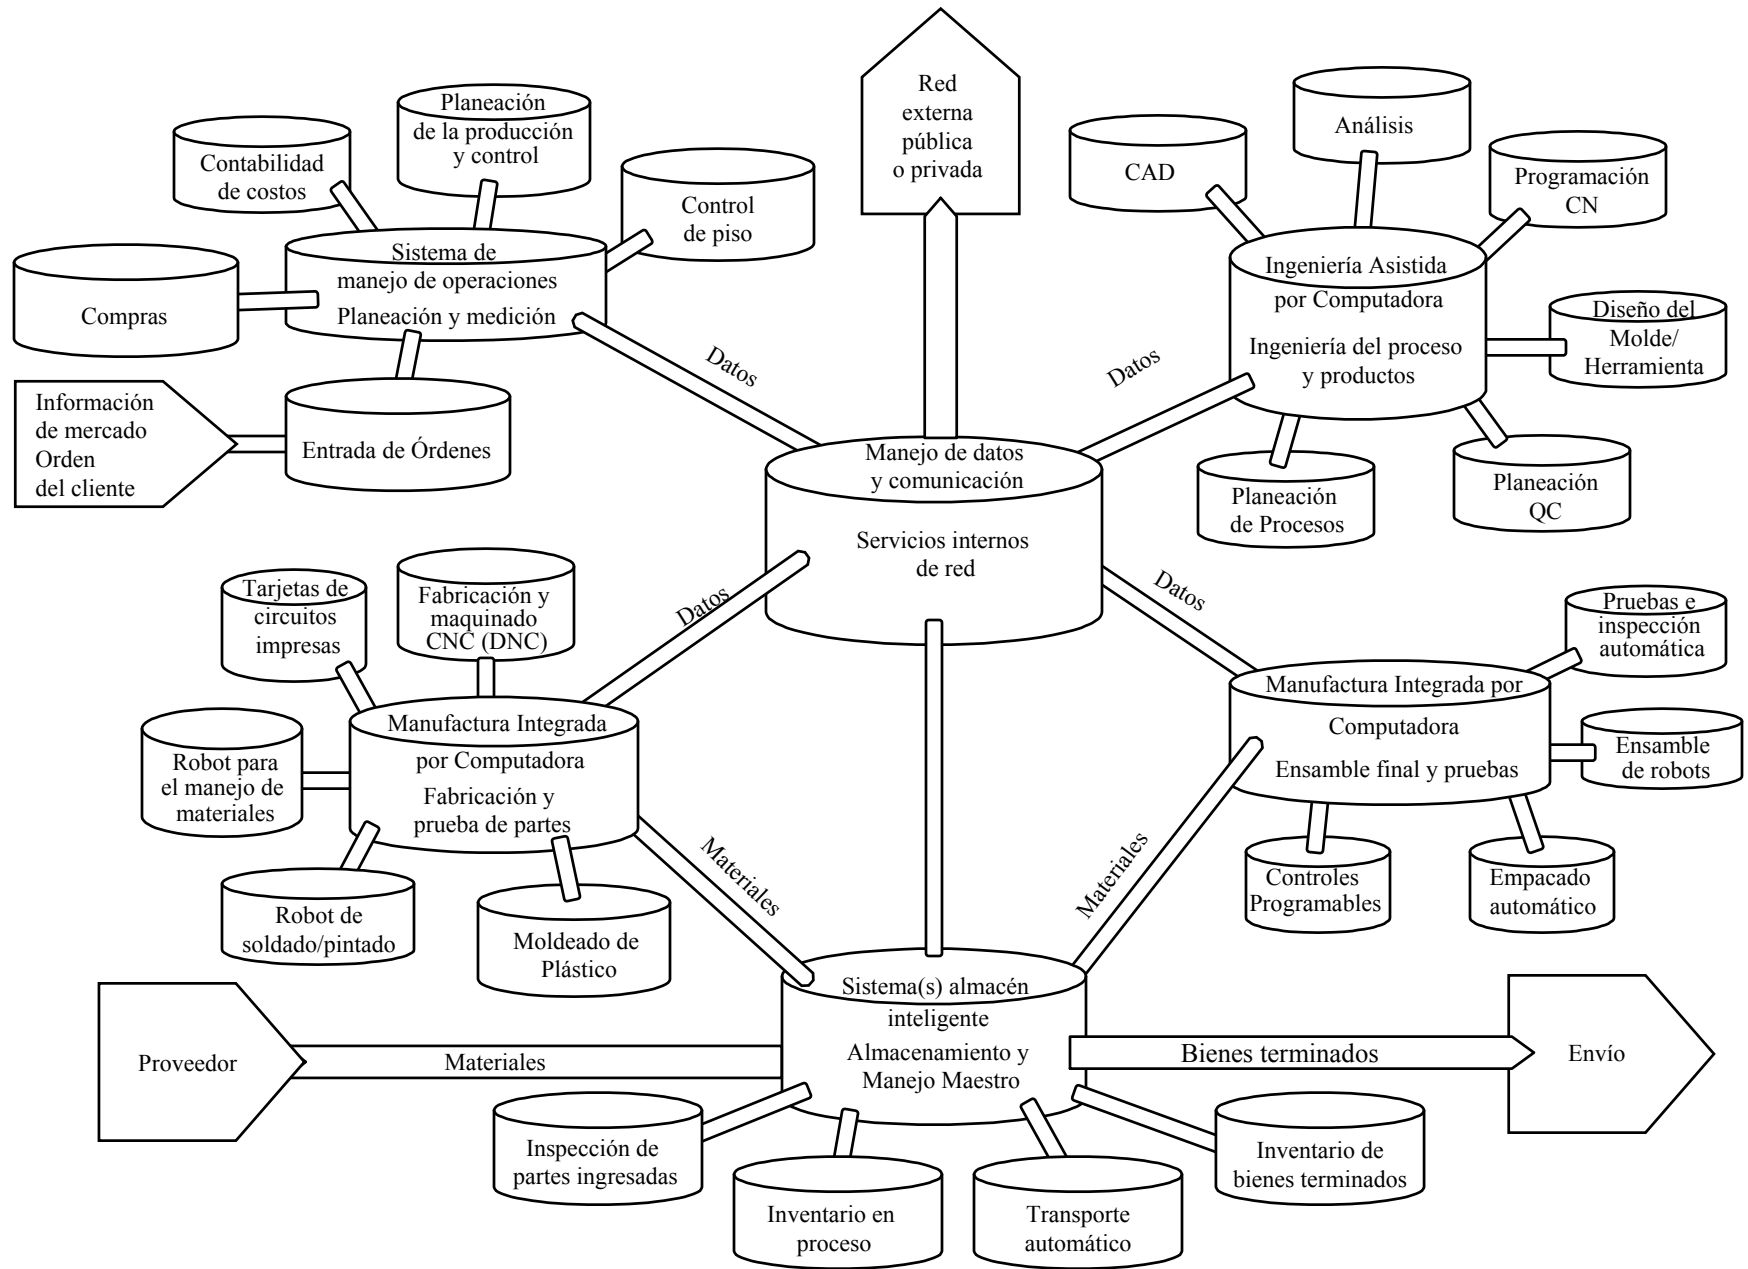 Red
externa
pública
o privada
Planeación
de la producción
y control
Contabilidad
de costos
Control
de piso
Sistema de
manejo de operaciones
Planeación y medición
Compras
Información
de mercado
Orden
del cliente
Entrada de Órdenes
Datos
CAD
Análisis
Programación
CN
Ingeniería Asistida
por Computadora
Ingeniería del proceso
y productos
Diseño del
Molde/
Herramienta
Planeación
QC
Planeación
de Procesos
Datos
Manejo de datos
y comunicación
Servicios internos
de red
Datos
Datos
Tarjetas de
circuitos
impresas
Fabricación y
maquinado
CNC (DNC)
Manufactura Integrada
por Computadora
Fabricación y
prueba de partes
Robot para
el manejo de
materiales
Robot de
soldado/pintado
Moldeado de
Plástico
Materiales
Pruebas e
inspección
automática
Manufactura Integrada por
Computadora
Ensamble final y pruebas
Ensamble
de robots
Controles
Programables
Empacado
automático
Materiales
Sistema(s) almacén
inteligente
Almacenamiento y
Manejo Maestro
Proveedor
Materiales
Bienes terminados
Envío
Inspección de
partes ingresadas
Inventario en
proceso
Transporte
automático
Inventario de
bienes terminados